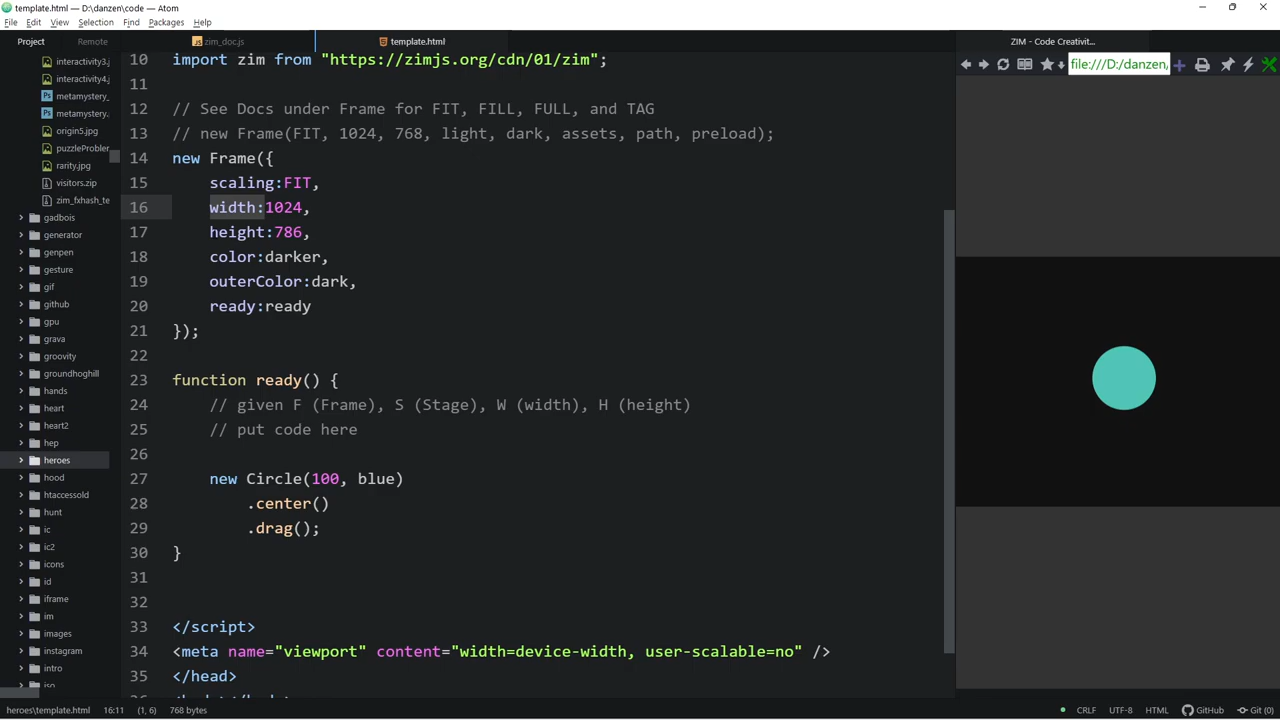 template.html — D:\danzen\code — Atom
File Edit View Selection Find Packages Help
Project Remote zim_doc.js template.html ZIM - Code Creativit...
file:///D:/danzen,
interactivity3.j
interactivity4.j
metamystery_
metamystery.
origin5.jpg
puzzleProbler
rarity.jpg
visitors.zip
zim_fxhash_te
gadbois
generator
genpen
gesture
gif
github
gpu
grava
groovity
groundhoghill
hands
heart
heart2
hep
heroes
hood
htaccessold
hunt
ic
ic2
icons
id
iframe
im
images
instagram
intro
iso
10 import zim from "https://zimjs.org/cdn/01/zim";
11
12 // See Docs under Frame for FIT, FILL, FULL, and TAG
13 // new Frame(FIT, 1024, 768, light, dark, assets, path, preload);
14 new Frame({
15 scaling:FIT,
16 width:1024,
17 height:786,
18 color:darker,
19 outerColor:dark,
20 ready:ready
21 });
22
23 function ready() {
24 // given F (Frame), S (Stage), W (width), H (height)
25 // put code here
26
27 new Circle(100, blue)
28 .center()
29 .drag();
30 }
31
32
33 </script>
34 <meta name="viewport" content="width=device-width, user-scalable=no" />
35 </head>
heroes\template.html 16:11 (1, 6) 768 bytes CRLF UTF-8 HTML GitHub Git (0)